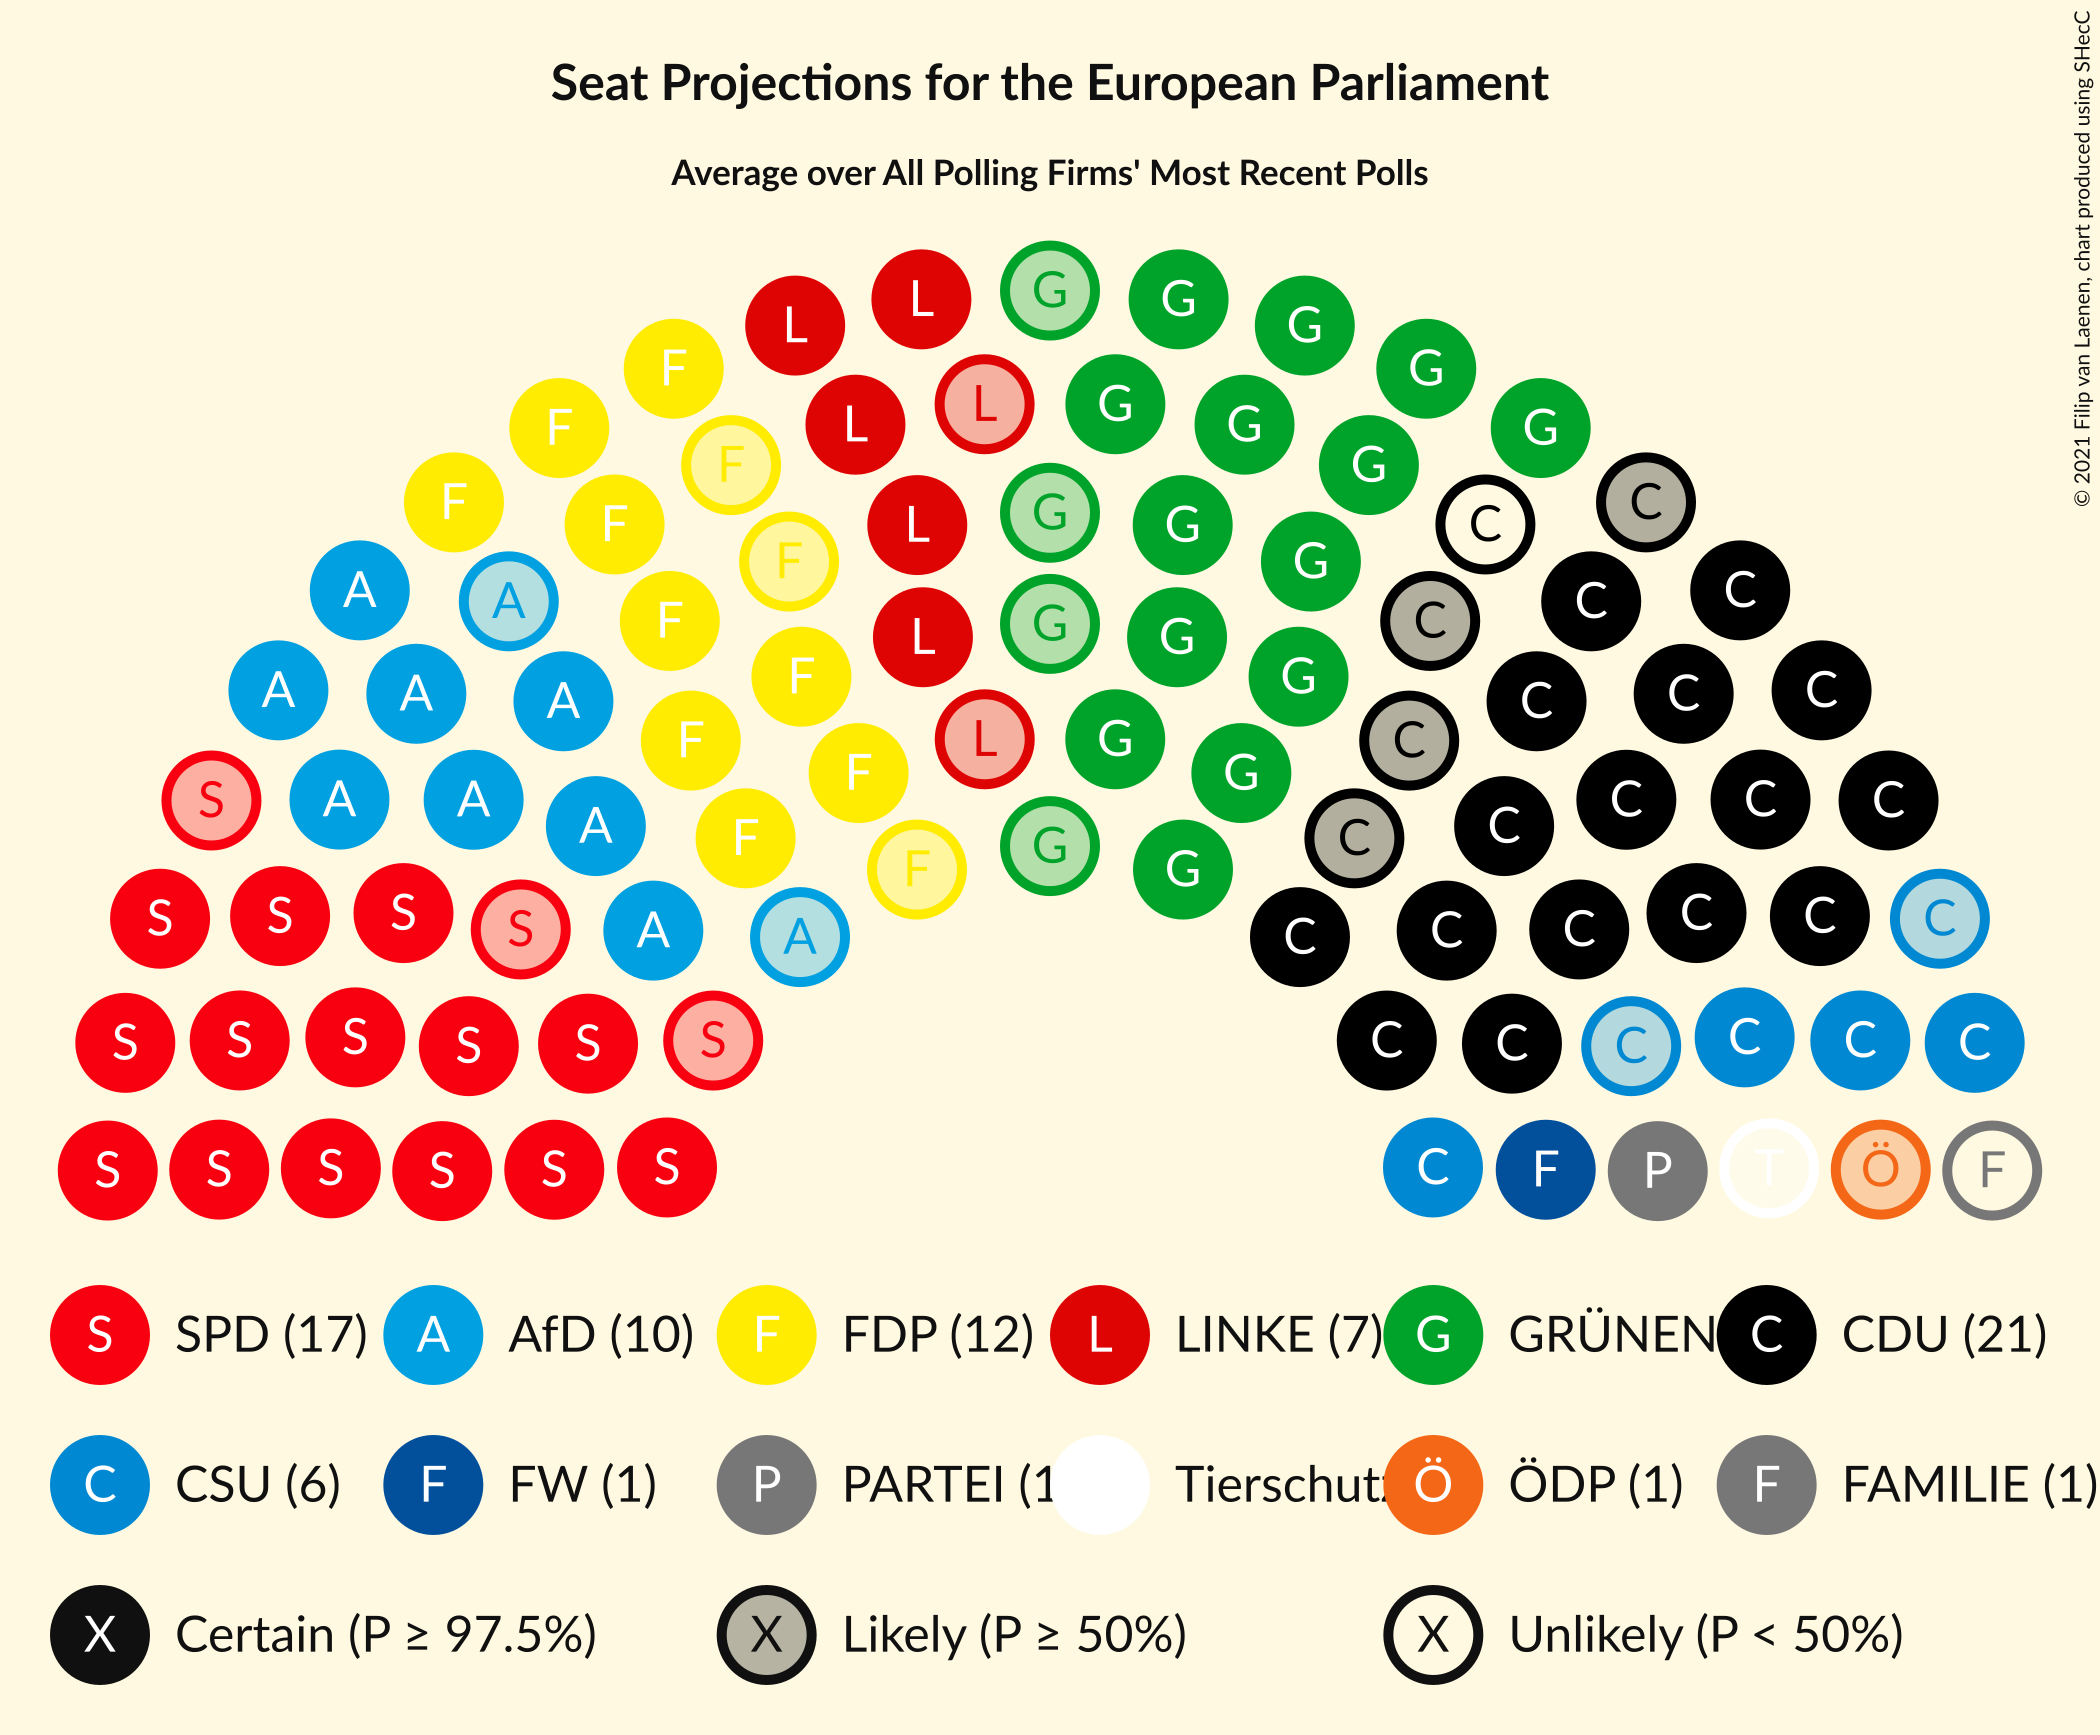 Seat Projections for the European Parliament
Average over All Polling Firms' Most Recent Polls
© 2021 Filip van Laenen, chart produced using SHecC
L L G G G G
F L L G G G
F F F L G G G G C C
F F F L G G C C C
A A F F L G G C C C C
A A A F F G G C C C C
S A A A F F G G C C C C C
S S S S A A C C C C C C
S S S S S S C C C C C C
S S S S S S C F P T Ö F
S SPD (17) A AfD (10) F FDP (12) L LINKE (7) G GRÜNEN C CDU (21)
C CSU (6) F FW (1) P PARTEI (1 Tierschutz Ö ÖDP (1) F FAMILIE (1)
X Certain (P ≥ 97.5%) X Likely (P ≥ 50%) X Unlikely (P < 50%)